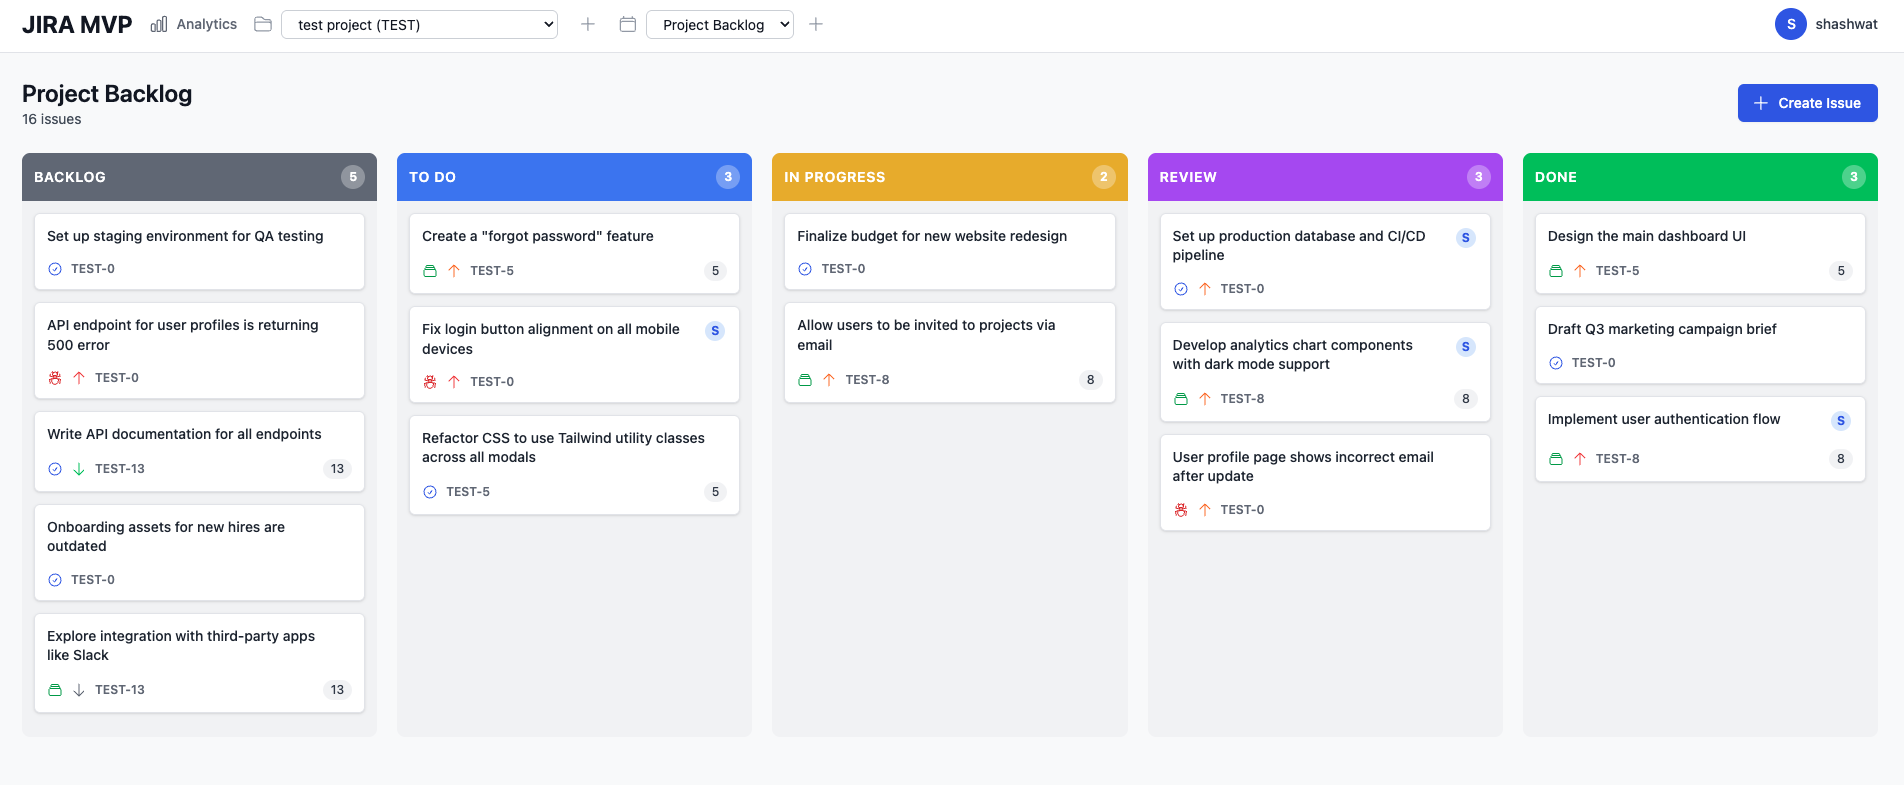 JIRA MVP
Analytics
test project (TEST)
Project Backlog
S
shashwat
Project Backlog
16 issues
Create Issue
BACKLOG
5
Set up staging environment for QA testing
TEST-0
API endpoint for user profiles is returning
500 error
TEST-0
Write API documentation for all endpoints
TEST-13
13
Onboarding assets for new hires are
outdated
TEST-0
Explore integration with third-party apps
like Slack
TEST-13
13
TO DO
3
Create a "forgot password" feature
TEST-5
5
Fix login button alignment on all mobile
devices
S
TEST-0
Refactor CSS to use Tailwind utility classes
across all modals
TEST-5
5
IN PROGRESS
2
Finalize budget for new website redesign
TEST-0
Allow users to be invited to projects via
email
TEST-8
8
REVIEW
3
Set up production database and CI/CD
pipeline
S
TEST-0
Develop analytics chart components
with dark mode support
S
TEST-8
8
User profile page shows incorrect email
after update
TEST-0
DONE
3
Design the main dashboard UI
TEST-5
5
Draft Q3 marketing campaign brief
TEST-0
Implement user authentication flow
S
TEST-8
8